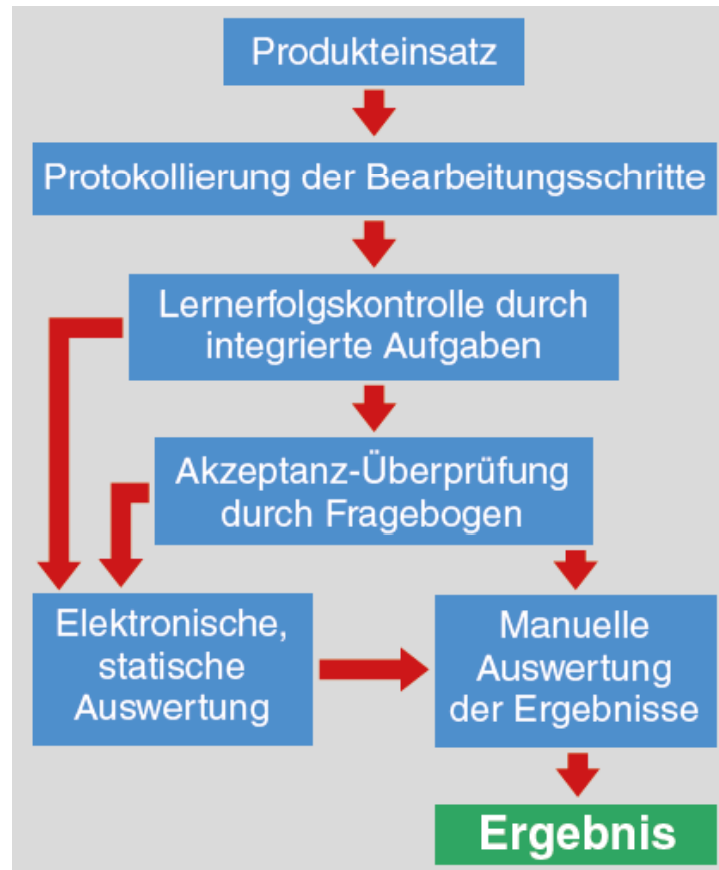 Produkteinsatz
Protokollierung der Bearbeitungsschritte
Lernerfolgskontrolle durch
integrierte Aufgaben
Akzeptanz-Überprüfung
durch Fragebogen
Elektronische,
statische
Auswertung
Manuelle
Auswertung
der Ergebnisse
Ergebnis